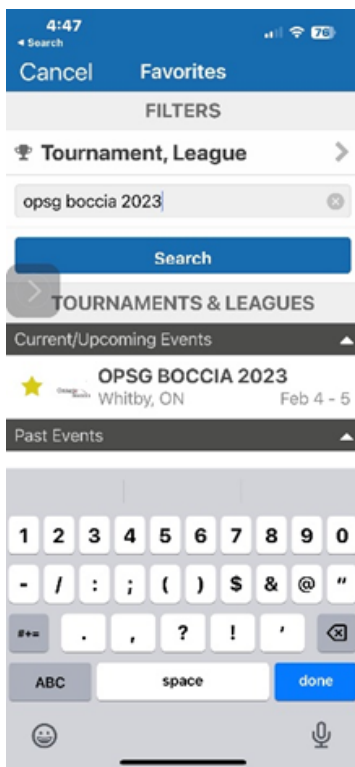 4:47
76
◂ Search
Cancel Favorites
FILTERS
Tournament, League
opsg boccia 2023
Search
TOURNAMENTS & LEAGUES
Current/Upcoming Events
OPSG BOCCIA 2023
Whitby, ON Feb 4 - 5
Past Events
1 2 3 4 5 6 7 8 9 0
- / : ; ( ) $ & @ "
#+= . , ? ! '
ABC space done